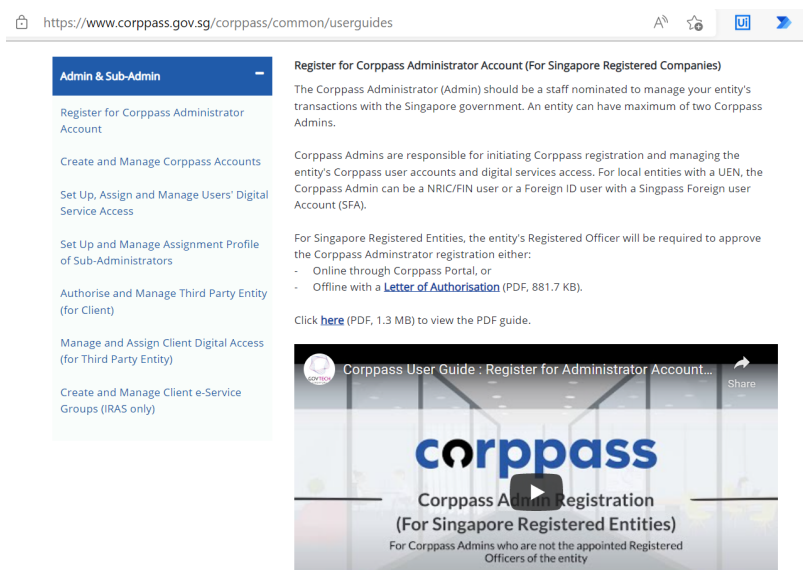 https://www.corppass.gov.sg/corppass/common/userguides
Admin & Sub-Admin
Register for Corppass Administrator
Account
Create and Manage Corppass Accounts
Set Up, Assign and Manage Users' Digital
Service Access
Set Up and Manage Assignment Profile
of Sub-Administrators
Authorise and Manage Third Party Entity
(for Client)
Manage and Assign Client Digital Access
(for Third Party Entity)
Create and Manage Client e-Service
Groups (IRAS only)
Register for Corppass Administrator Account (For Singapore Registered Companies)
The Corppass Administrator (Admin) should be a staff nominated to manage your entity's
transactions with the Singapore government. An entity can have maximum of two Corppass
Admins.
Corppass Admins are responsible for initiating Corppass registration and managing the
entity's Corppass user accounts and digital services access. For local entities with a UEN, the
Corppass Admin can be a NRIC/FIN user or a Foreign ID user with a Singpass Foreign user
Account (SFA).
For Singapore Registered Entities, the entity's Registered Officer will be required to approve
the Corppass Adminstrator registration either:
- Online through Corppass Portal, or
- Offline with a Letter of Authorisation (PDF, 881.7 KB).
Click here (PDF, 1.3 MB) to view the PDF guide.
GOVTECH
Corppass User Guide : Register for Administrator Account...
Share
corppass
Corppass Admin Registration
(For Singapore Registered Entities)
For Corppass Admins who are not the appointed Registered
Officers of the entity
Ui